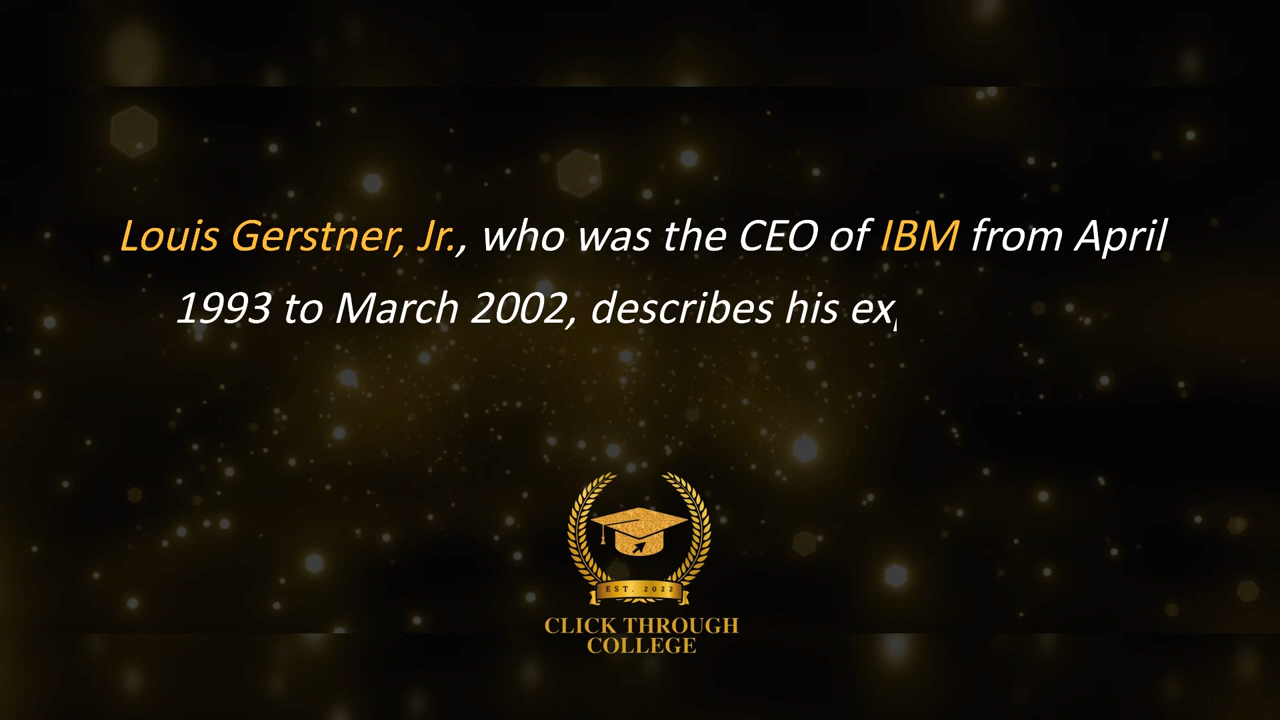 Louis Gerstner, Jr., who was the CEO of IBM from April
1993 to March 2002, describes his ex
EST. 2022
CLICK THROUGH
COLLEGE